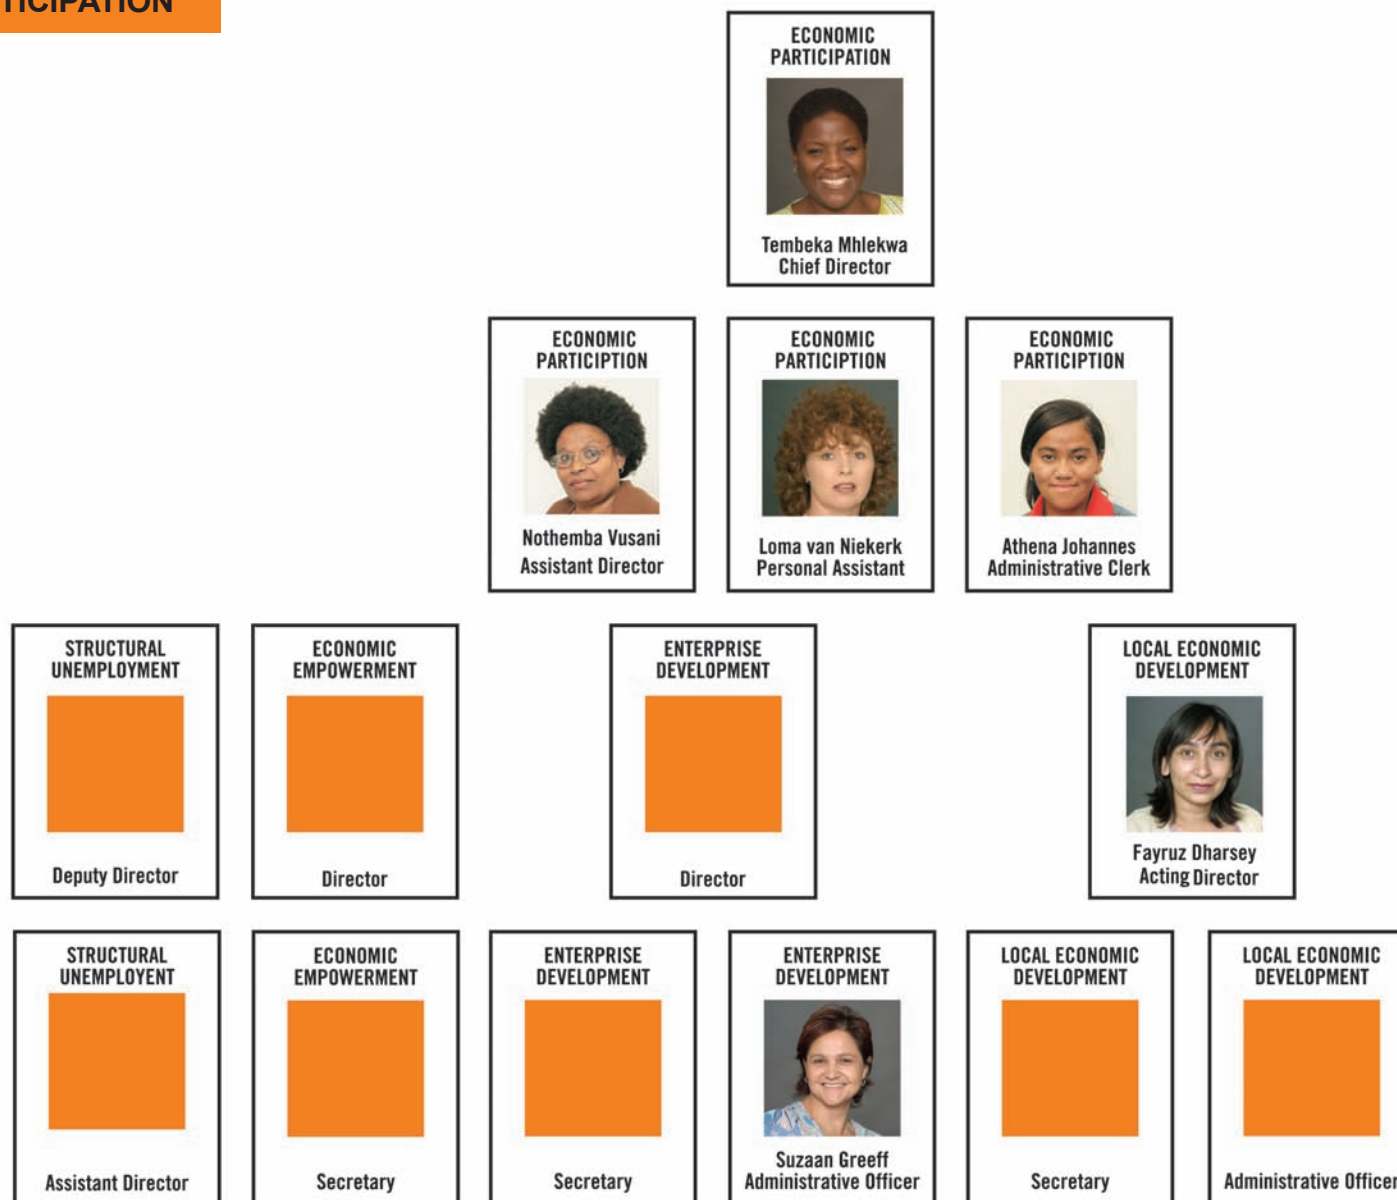 ECONOMIC
PARTICIPATION
Tembeka Mhlekwa
Chief Director
ECONOMIC
PARTICIPTION
Nothemba Vusani
Assistant Director
ECONOMIC
PARTICIPTION
Loma van Niekerk
Personal Assistant
ECONOMIC
PARTICIPTION
Athena Johannes
Administrative Clerk
STRUCTURAL
UNEMPLOYMENT
Deputy Director
ECONOMIC
EMPOWERMENT
Director
ENTERPRISE
DEVELOPMENT
Director
LOCAL ECONOMIC
DEVELOPMENT
Fayruz Dharsey
Acting Director
STRUCTURAL
UNEMPLOYENT
Assistant Director
ECONOMIC
EMPOWERMENT
Secretary
ENTERPRISE
DEVELOPMENT
Secretary
ENTERPRISE
DEVELOPMENT
Suzaan Greeff
Administrative Officer
LOCAL ECONOMIC
DEVELOPMENT
Secretary
LOCAL ECONOMIC
DEVELOPMENT
Administrative Officer